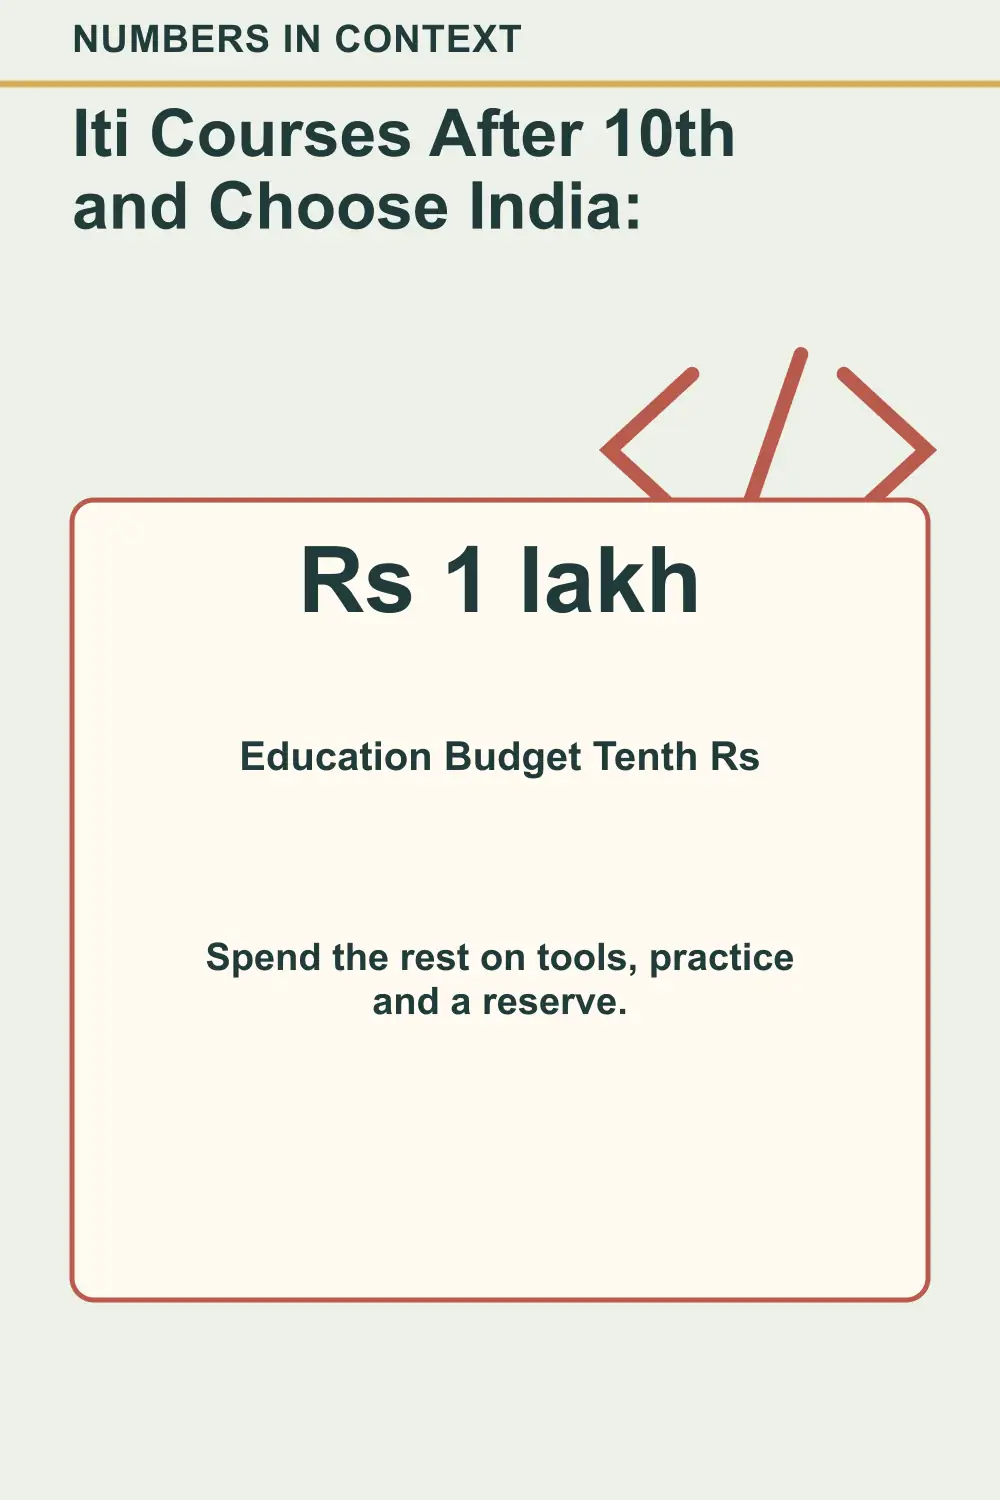 NUMBERS IN CONTEXT
Iti Courses After 10th
and Choose India:
Rs 1 lakh
Education Budget Tenth Rs
Spend the rest on tools, practice
and a reserve.